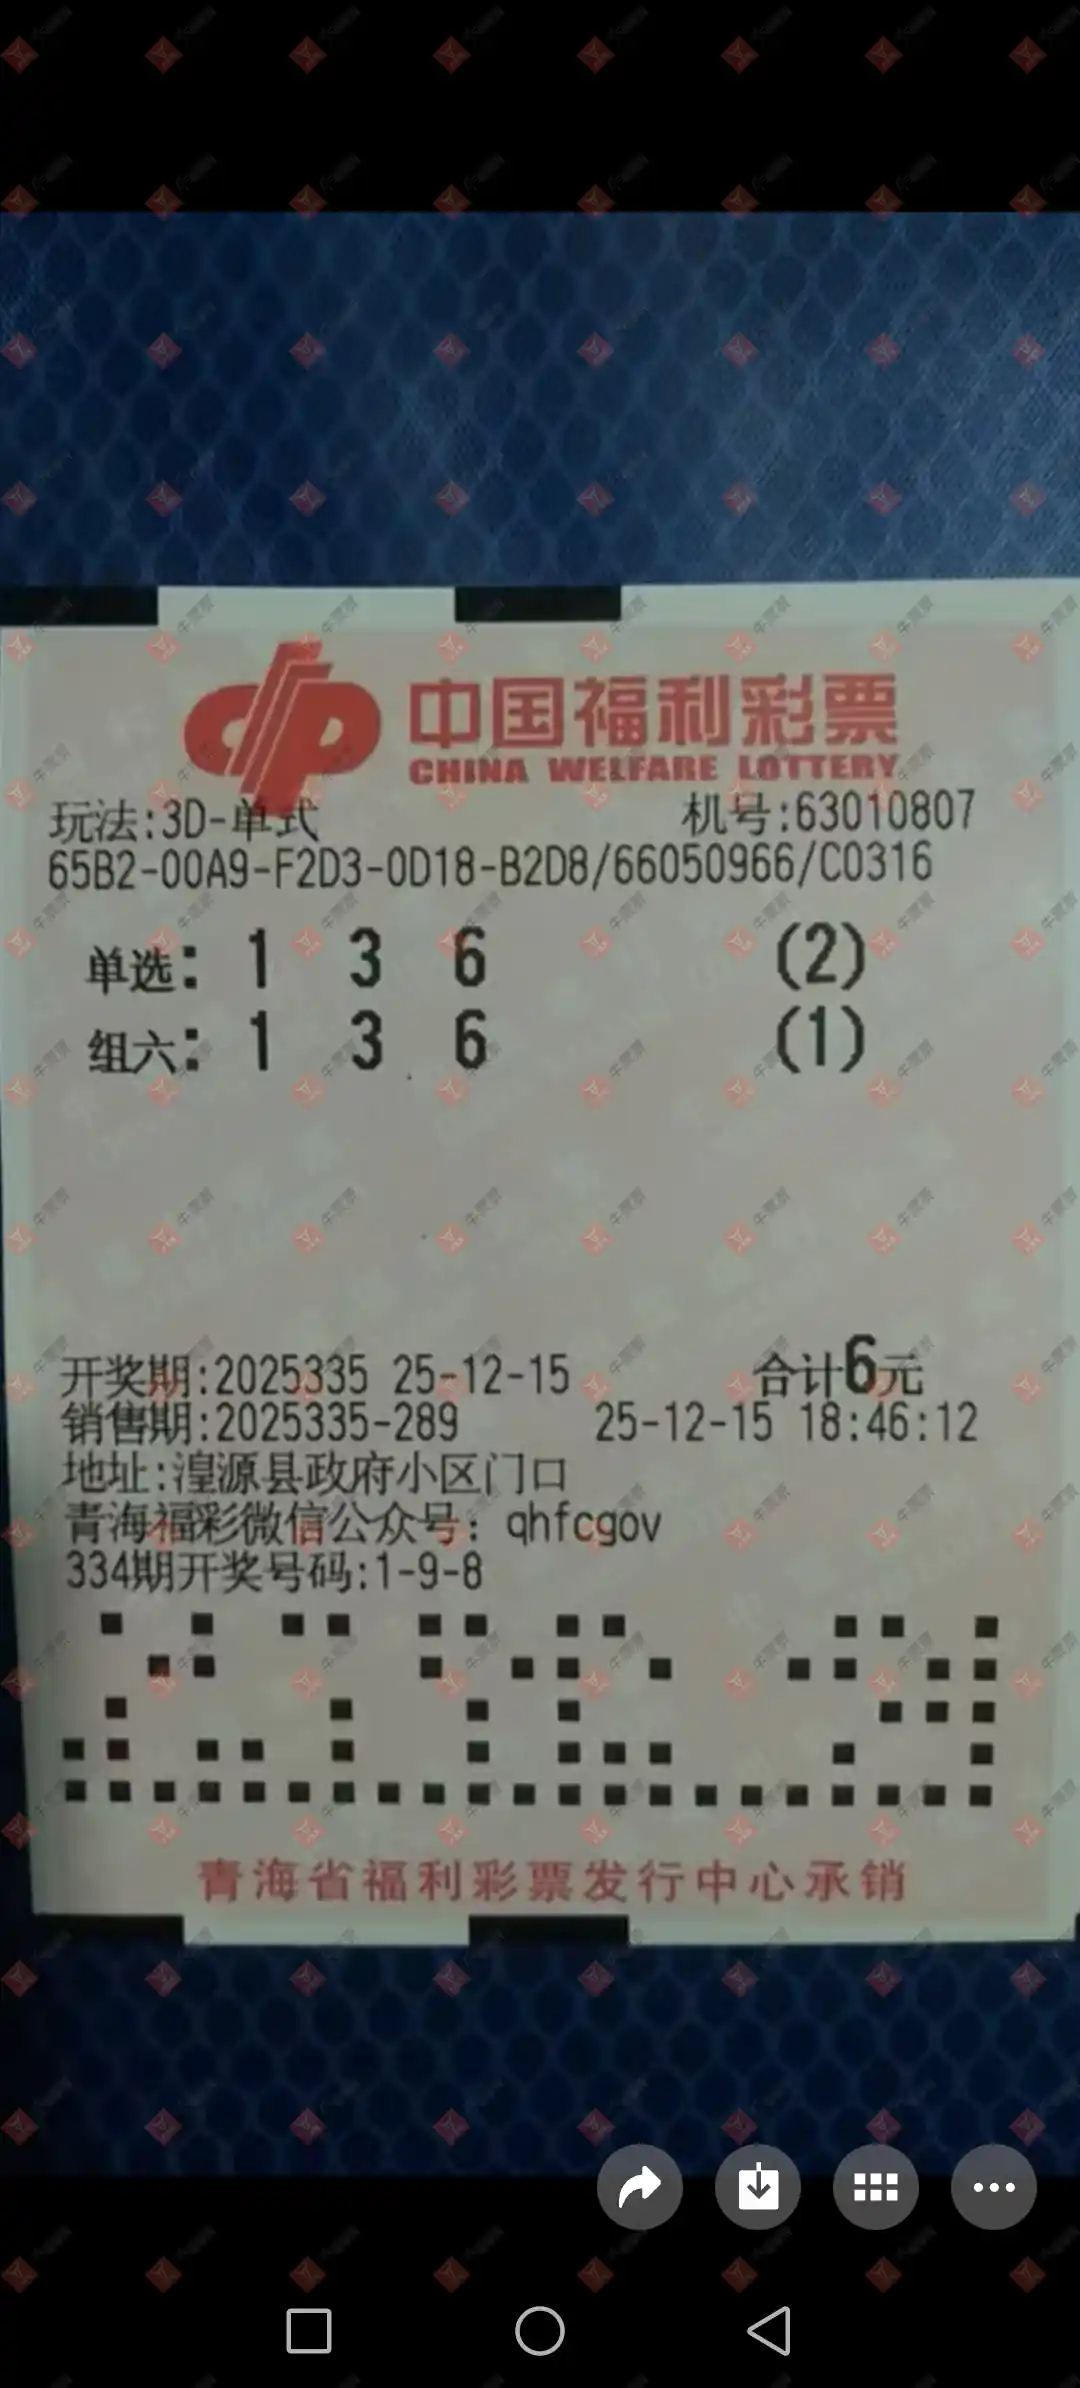 中国福利彩票
CHINA WELFARE LOTTERY
玩法:3D-单式 机号:63010807
65B2-00A9-F2D3-0D18-B2D8/66050966/C0316
单选: 1 3 6 (2)
组六: 1 3 6 (1)
开奖期:2025335 25-12-15 合计6元
销售期:2025335-289 25-12-15 18:46:12
地址:湟源县政府小区门口
青海福彩微信公众号: qhfcgov
334期开奖号码:1-9-8
青海省福利彩票发行中心承销